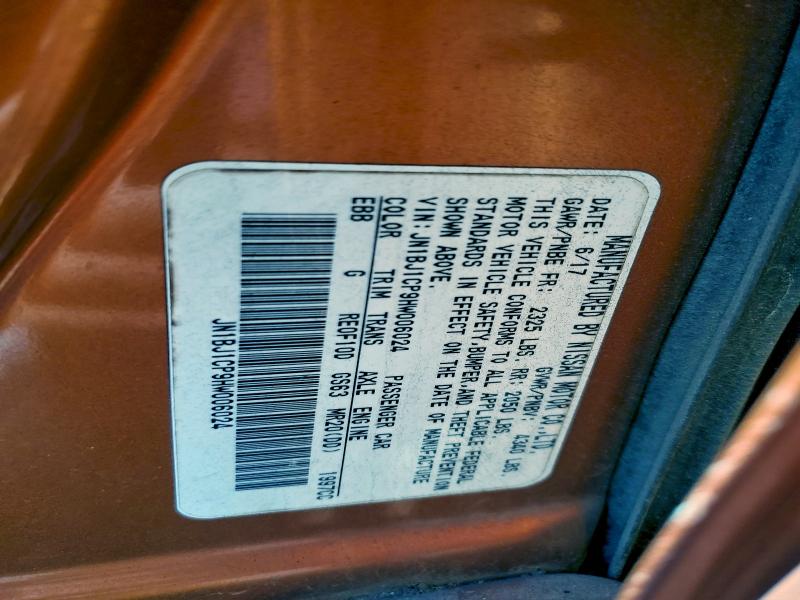 MANUFACTURED BY NISSAN MOTOR CO.,LTD.
DATE: 6/17 GVWR/PNBV: 4340 LBS.
GAWR/PNBE FR: 2325 LBS. RR: 2050 LBS.
THIS VEHICLE CONFORMS TO ALL APPLICABLE FEDERAL
MOTOR VEHICLE SAFETY,BUMPER,AND THEFT PREVENTION
STANDARDS IN EFFECT ON THE DATE OF MANUFACTURE
SHOWN ABOVE.
VIN:JN1BJ1CP9HW006024 PASSENGER CAR
COLOR TRIM TRANS AXLE ENGINE
EBB G RE0F10D GS63 MR20(DD) 1997CC
JN1BJ1CP9HW006024